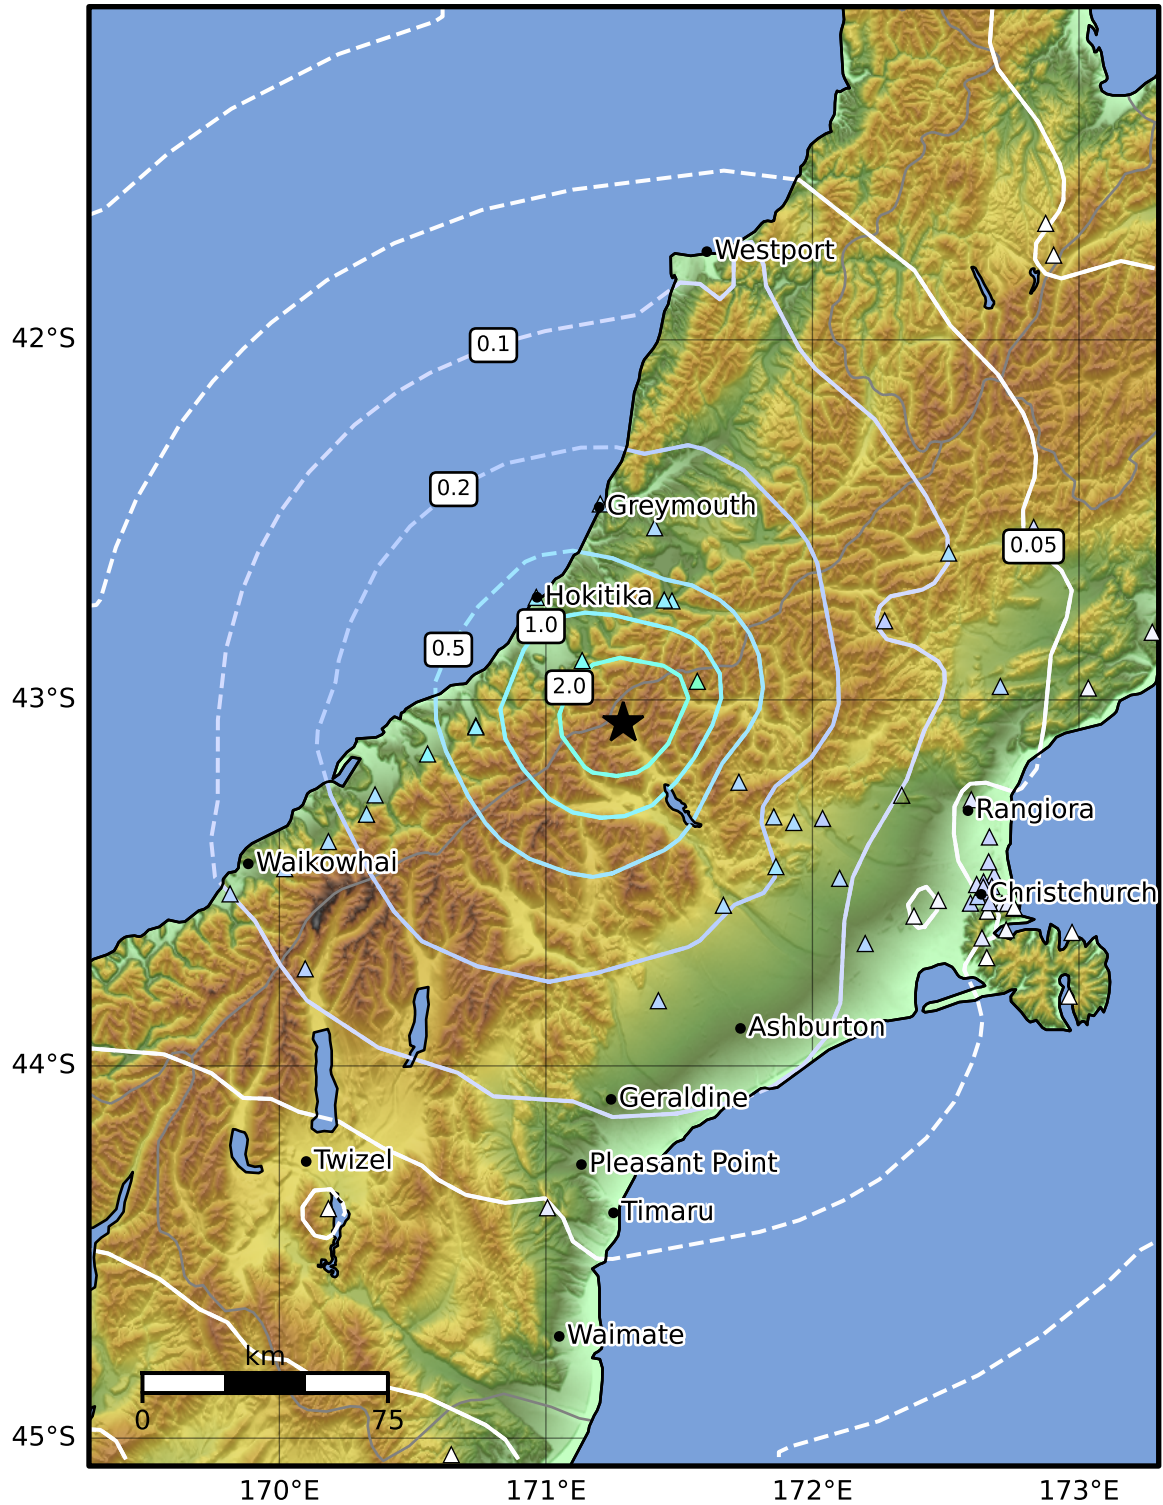 Westport
42°S
0.1
0.2
Greymouth
0.05
Hokitika
1.0
0.5
2.0
43°S
Rangiora
Waikowhai
Christchurch
Ashburton
44°S
Geraldine
Twizel
Pleasant Point
Timaru
Waimate
km
0 75
45°S
170°E 171°E 172°E 173°E